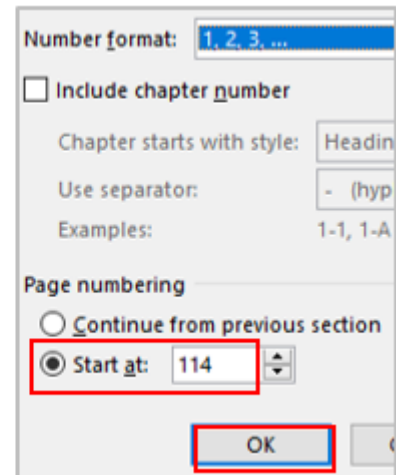 Number format: 1, 2, 3, ...
Include chapter number
Chapter starts with style: Headin
Use separator: - (hyp
Examples: 1-1, 1-A
Page numbering
Continue from previous section
Start at: 114
OK